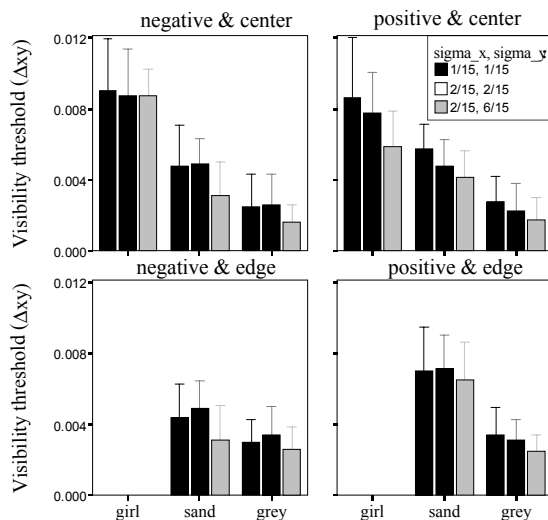 negative & center
positive & center
0.012
0.008
0.004
0.000
Visibility threshold (Δxy)
sigma_x, sigma_y:
1/15, 1/15
2/15, 2/15
2/15, 6/15
negative & edge
positive & edge
0.012
0.008
0.004
0.000
Visibility threshold (Δxy)
girl sand grey
girl sand grey